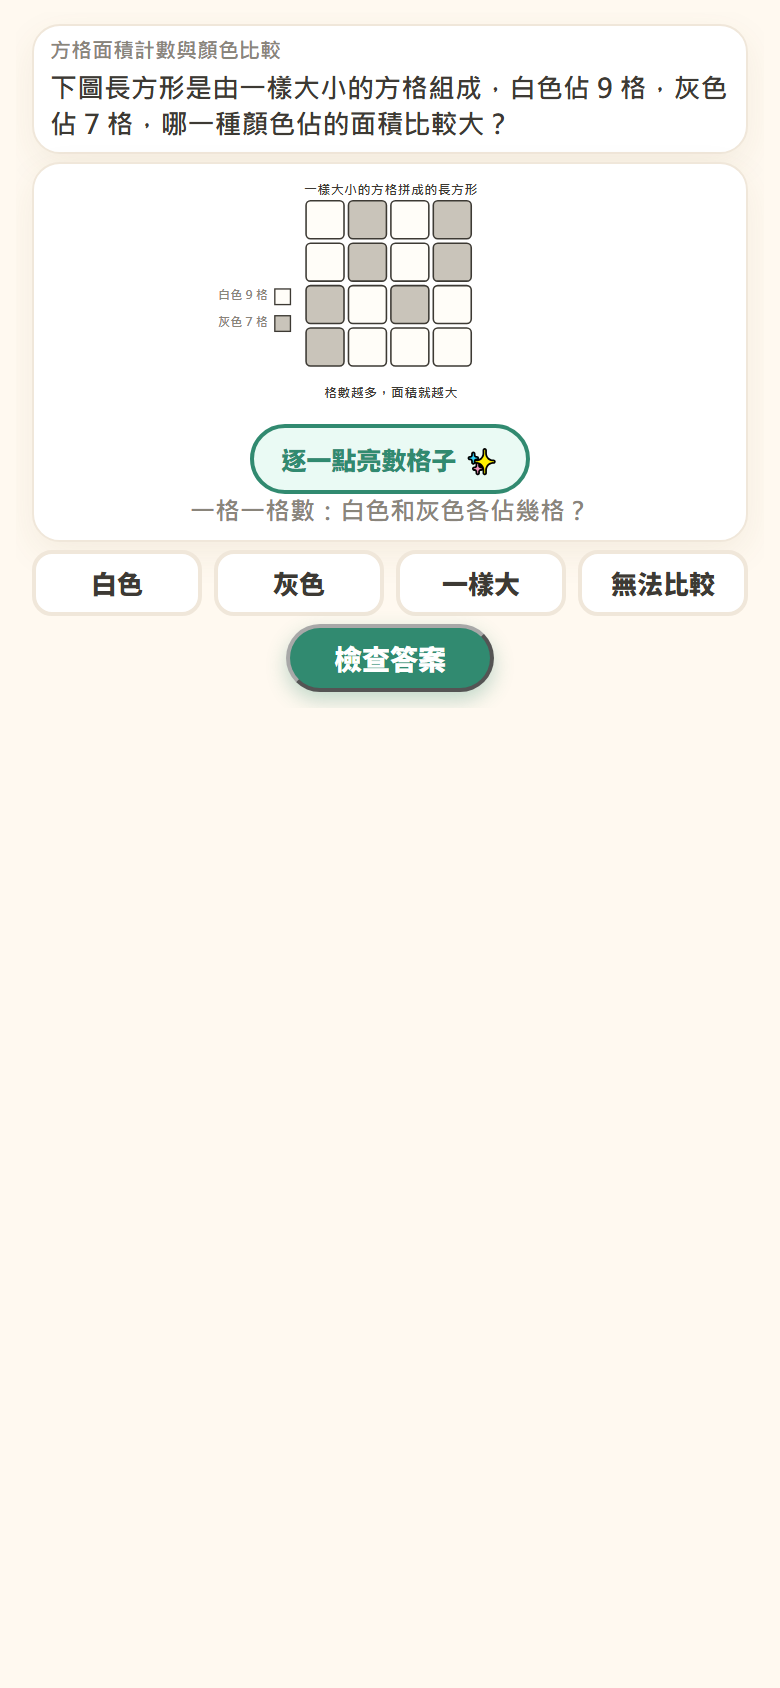 方格面積計數與顏色比較
下圖長方形是由一樣大小的方格組成，白色佔 9 格，灰色
佔 7 格，哪一種顏色佔的面積比較大？
一樣大小的方格拼成的長方形
白色 9 格
灰色 7 格
格數越多，面積就越大
逐一點亮數格子 ✨
一格一格數：白色和灰色各佔幾格？
白色
灰色
一樣大
無法比較
檢查答案